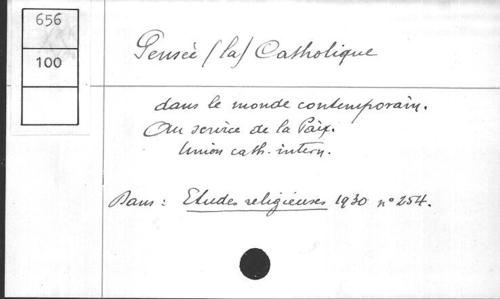 656
100
Pensée (la) Catholique
dans le monde contemporain.
Au service de la Paix.
Union cath. intern.
Dans : Etudes religieuses 1930 n° 254.